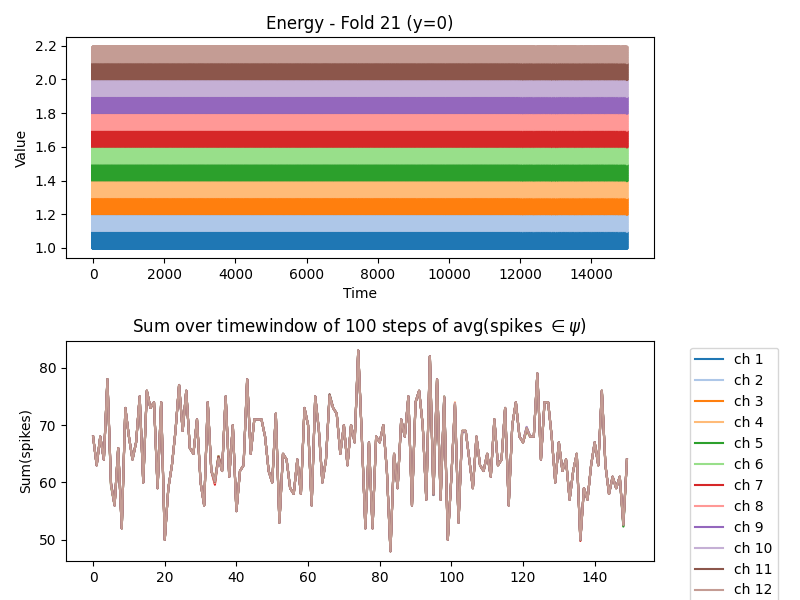 Energy - Fold 21 (y=0)
Value
2.2
2.0
1.8
1.6
1.4
1.2
1.0
0 2000 4000 6000 8000 10000 12000 14000
Time
Sum over timewindow of 100 steps of avg(spikes ∈ ψ)
Sum(spikes)
80
70
60
50
0 20 40 60 80 100 120 140
ch 1
ch 2
ch 3
ch 4
ch 5
ch 6
ch 7
ch 8
ch 9
ch 10
ch 11
ch 12